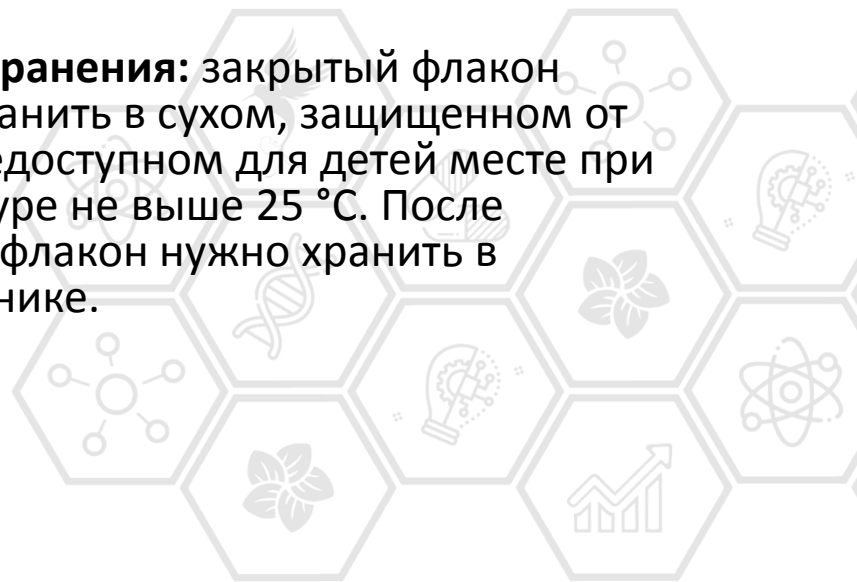 ранения: закрытый флакон
анить в сухом, защищенном от
едоступном для детей месте при
уре не выше 25 °С. После
флакон нужно хранить в
нике.